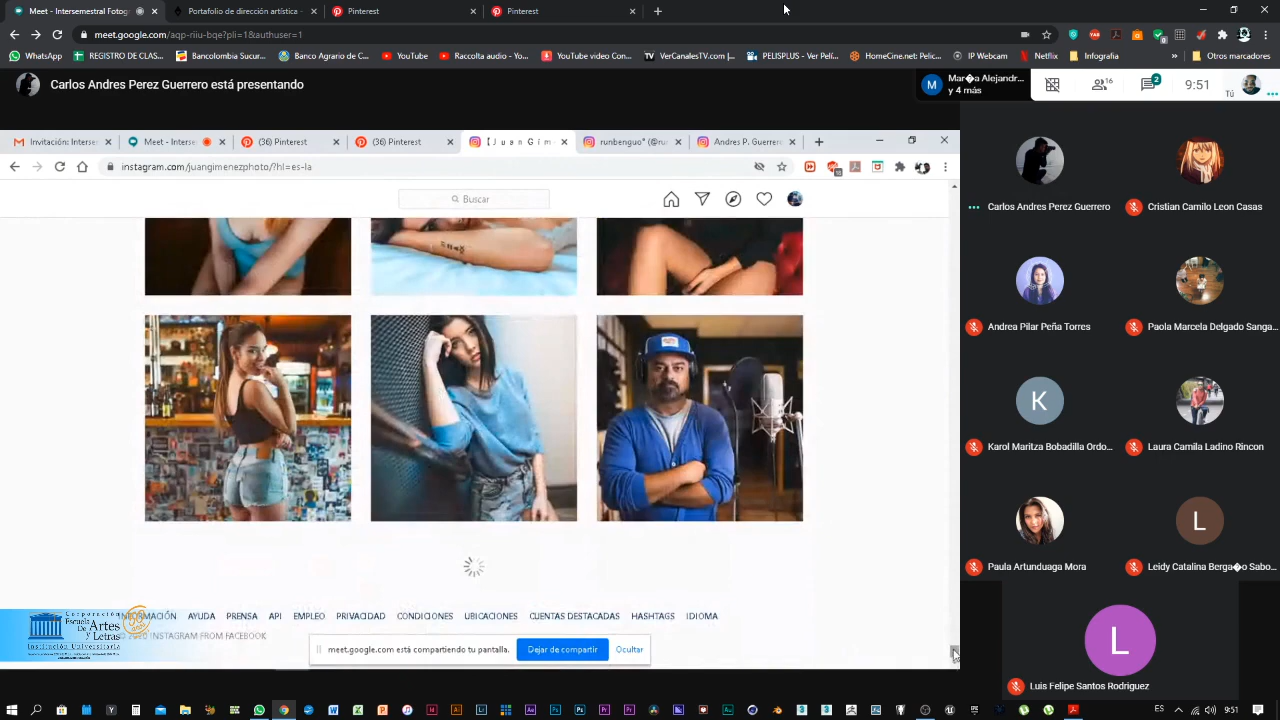 Meet - Intersemestral Fotog
Portafolio de dirección artística -
Pinterest
Pinterest
meet.google.com/aqp-riiu-bqe?pli=1&authuser=1
WhatsApp
REGISTRO DE CLAS...
Bancolombia Sucur...
Banco Agrario de C...
YouTube
Raccolta audio - Yo...
YouTube video Con...
VerCanalesTV.com |...
PELISPLUS - Ver Pelí...
HomeCine.net:Pelic...
IP Webcam
Netflix
Infografia
Otros marcadores
Carlos Andres Perez Guerrero está presentando
M
Mar�a Alejandr...
y 4 más
16
2
9:51
Tú
Invitación: Interse
Meet - Interse
(36) Pinterest
(36) Pinterest
【 J u a n G i m
runbenguo* (@ru
Andres P. Guerrer
instagram.com/juangimenezphoto/?hl=es-la
Buscar
Carlos Andres Perez Guerrero
Cristian Camilo Leon Casas
Andrea Pilar Peña Torres
Paola Marcela Delgado Sanga...
K
Karol Maritza Bobadilla Ordo...
Laura Camila Ladino Rincon
Paula Artunduaga Mora
L
Leidy Catalina Berga�o Sabo...
L
Luis Felipe Santos Rodriguez
AYUDA
PRENSA
API
EMPLEO
PRIVACIDAD
CONDICIONES
UBICACIONES
CUENTAS DESTACADAS
HASHTAGS
IDIOMA
INSTAGRAM FROM FACEBOOK
Escuela
De Artes
y Letras
meet.google.com está compartiendo tu pantalla.
Dejar de compartir
Ocultar
ES
9:51